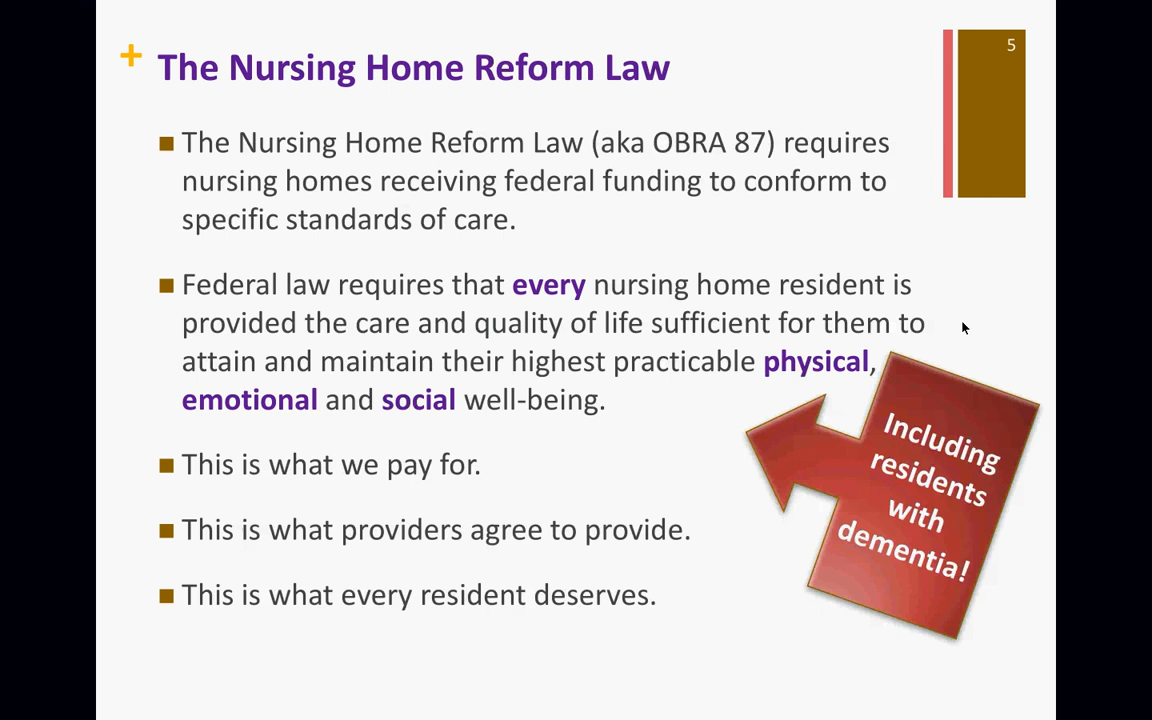 5
+ The Nursing Home Reform Law
■ The Nursing Home Reform Law (aka OBRA 87) requires
nursing homes receiving federal funding to conform to
specific standards of care.
■ Federal law requires that every nursing home resident is
provided the care and quality of life sufficient for them to
attain and maintain their highest practicable physical,
emotional and social well-being.
■ This is what we pay for.
■ This is what providers agree to provide.
■ This is what every resident deserves.
Including
residents
with
dementia!